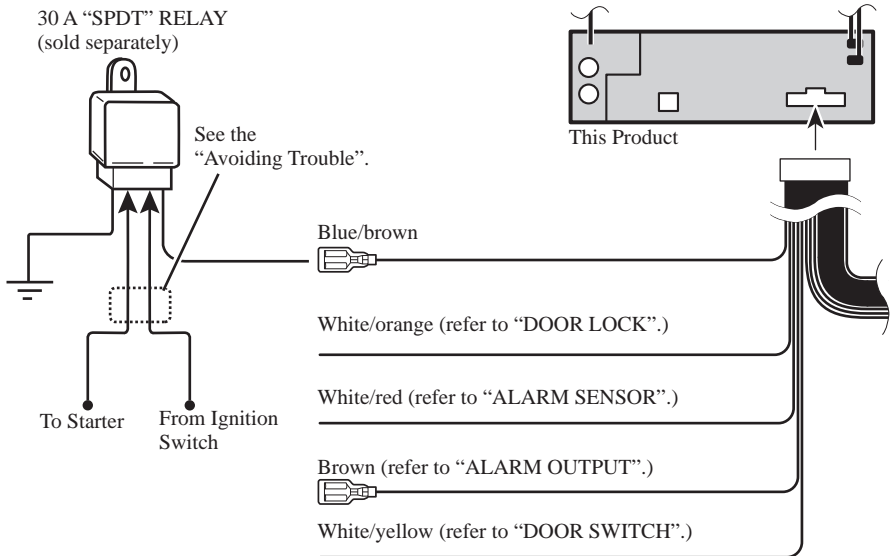 30 A “SPDT” RELAY
(sold separately)
See the
“Avoiding Trouble”.
This Product
Blue/brown
White/orange (refer to “DOOR LOCK”.)
White/red (refer to “ALARM SENSOR”.)
To Starter
From Ignition
Switch
Brown (refer to “ALARM OUTPUT”.)
White/yellow (refer to “DOOR SWITCH”.)